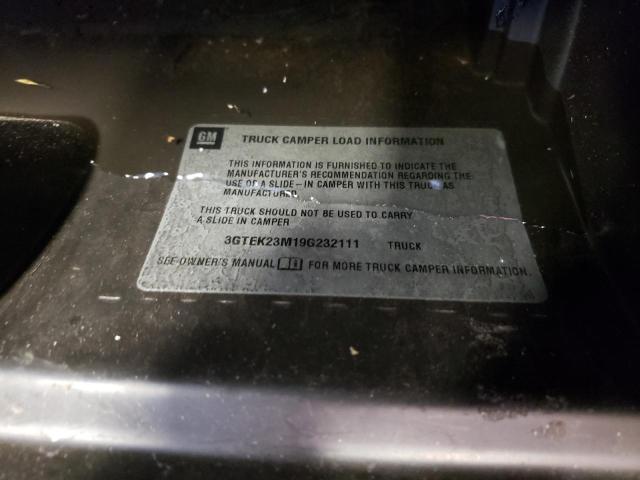 GM
TRUCK CAMPER LOAD INFORMATION
THIS INFORMATION IS FURNISHED TO INDICATE THE
MANUFACTURER'S RECOMMENDATION REGARDING THE
USE OF A SLIDE-IN CAMPER WITH THIS TRUCK AS
MANUFACTURED.
THIS TRUCK SHOULD NOT BE USED TO CARRY
A SLIDE IN CAMPER
3GTEK23M19G232111 TRUCK
SEE OWNER'S MANUAL FOR MORE TRUCK CAMPER INFORMATION.